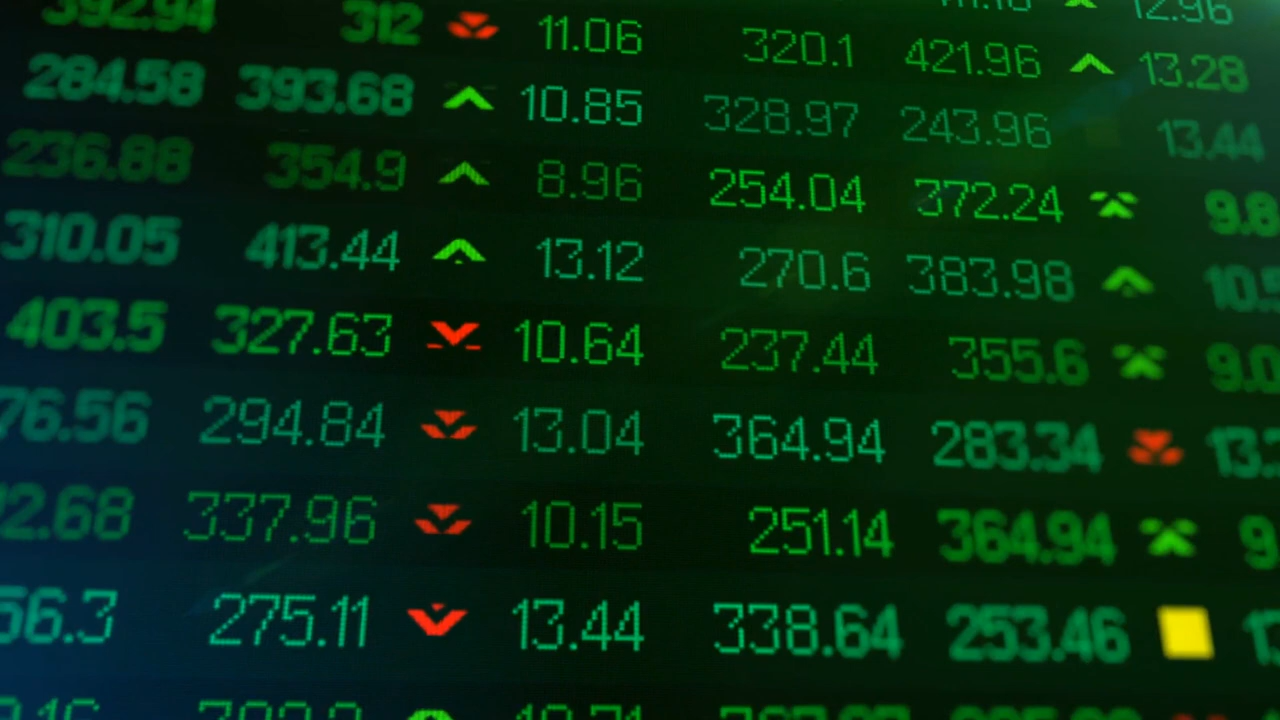 392.94 312 11.06 320.1 421.96 12.96
284.58 393.68 10.85 328.97 243.96 13.28
236.88 354.9 8.96 254.04 372.24 13.44
310.05 413.44 13.12 270.6 383.98
403.5 327.63 10.64 237.44 355.6
76.56 294.84 13.04 364.94 283.34
2.68 337.96 10.15 251.14 364.94
56.3 275.11 13.44 338.64 253.46